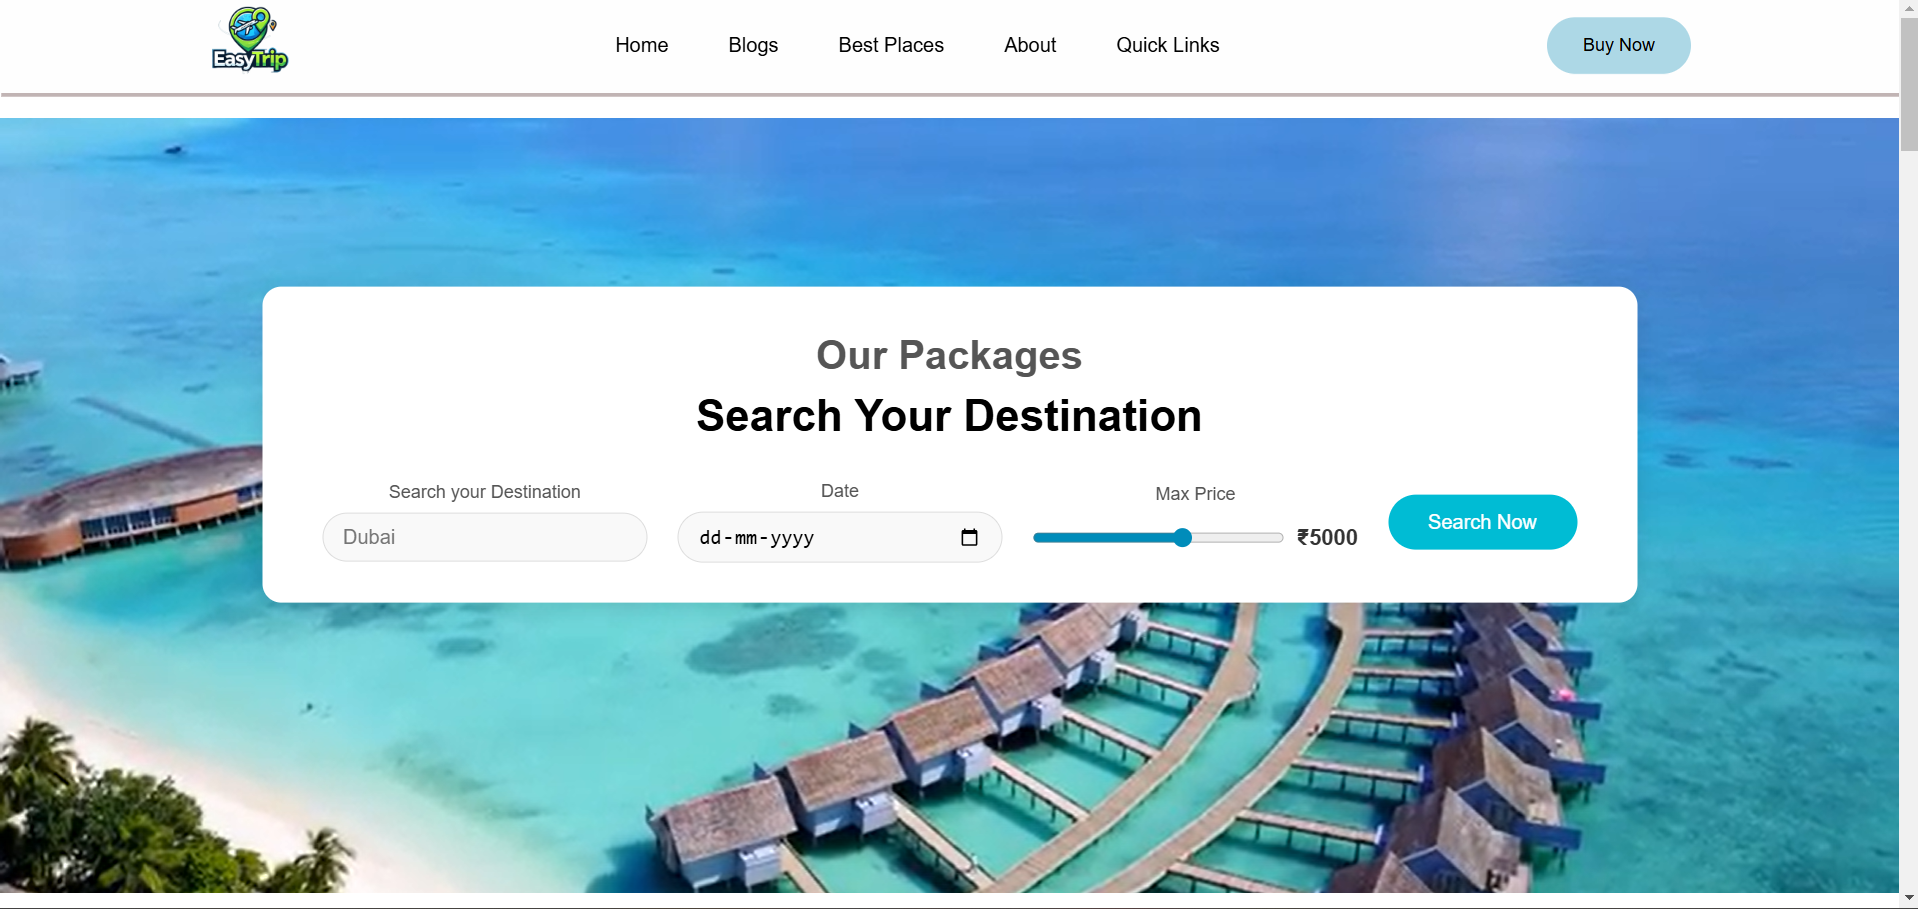 EasyTrip
Home Blogs Best Places About Quick Links Buy Now
Our Packages
Search Your Destination
Search your Destination Date Max Price
Dubai dd-mm-yyyy ₹5000 Search Now